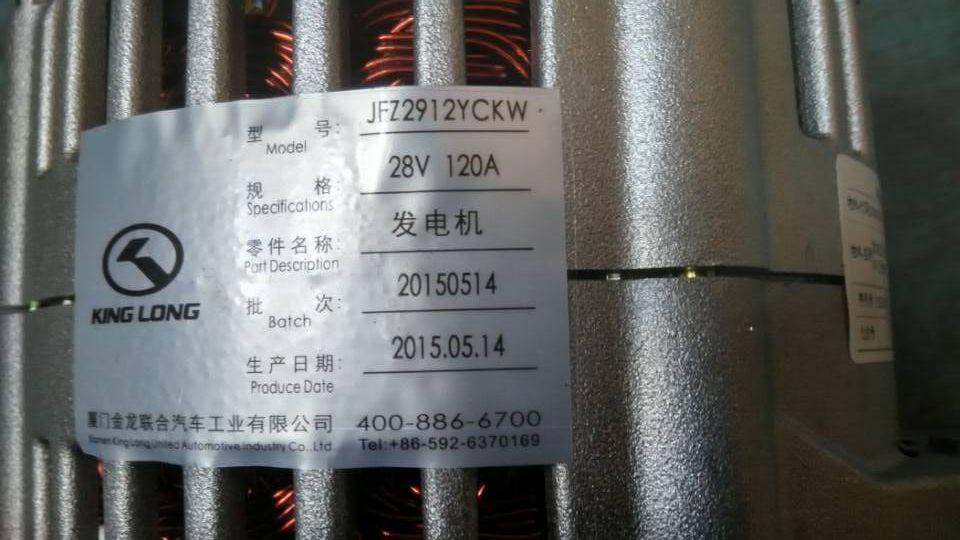 型 号: JFZ2912YCKW
Model
规 格: 28V 120A
Specifications
零件名称: 发电机
Part Description
批 次: 20150514
Batch
生产日期: 2015.05.14
Produce Date
KING LONG
厦门金龙联合汽车工业有限公司 400-886-6700
Xiamen King Long United Automotive Industry Co.,Ltd Tel:+86-592-6370169